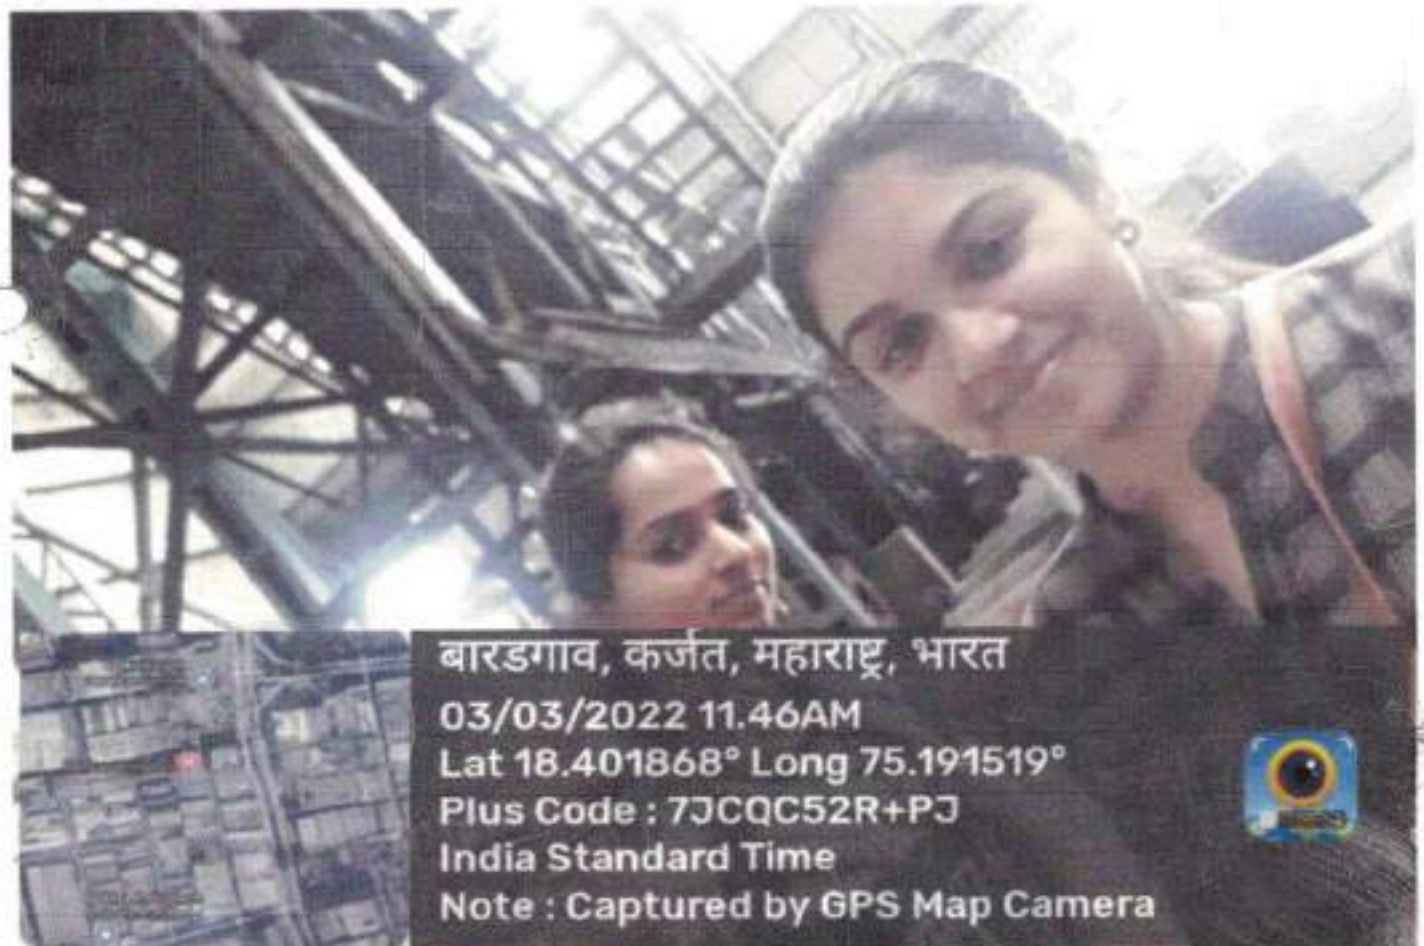 बारडगाव, कर्जत, महाराष्ट्र, भारत
03/03/2022 11.46AM
Lat 18.401868° Long 75.191519°
Plus Code : 7JCQC52R+PJ
India Standard Time
Note : Captured by GPS Map Camera